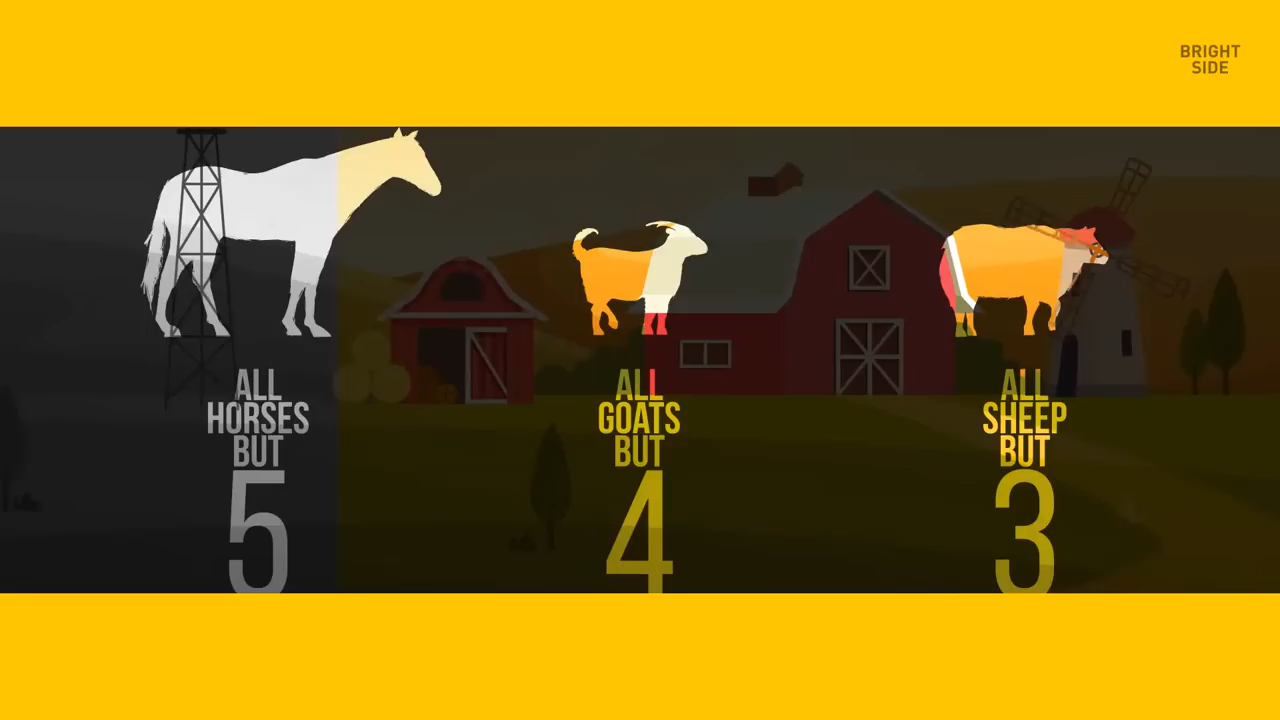 BRIGHT
SIDE
ALL
HORSES
BUT
5
ALL
GOATS
BUT
4
ALL
SHEEP
BUT
3